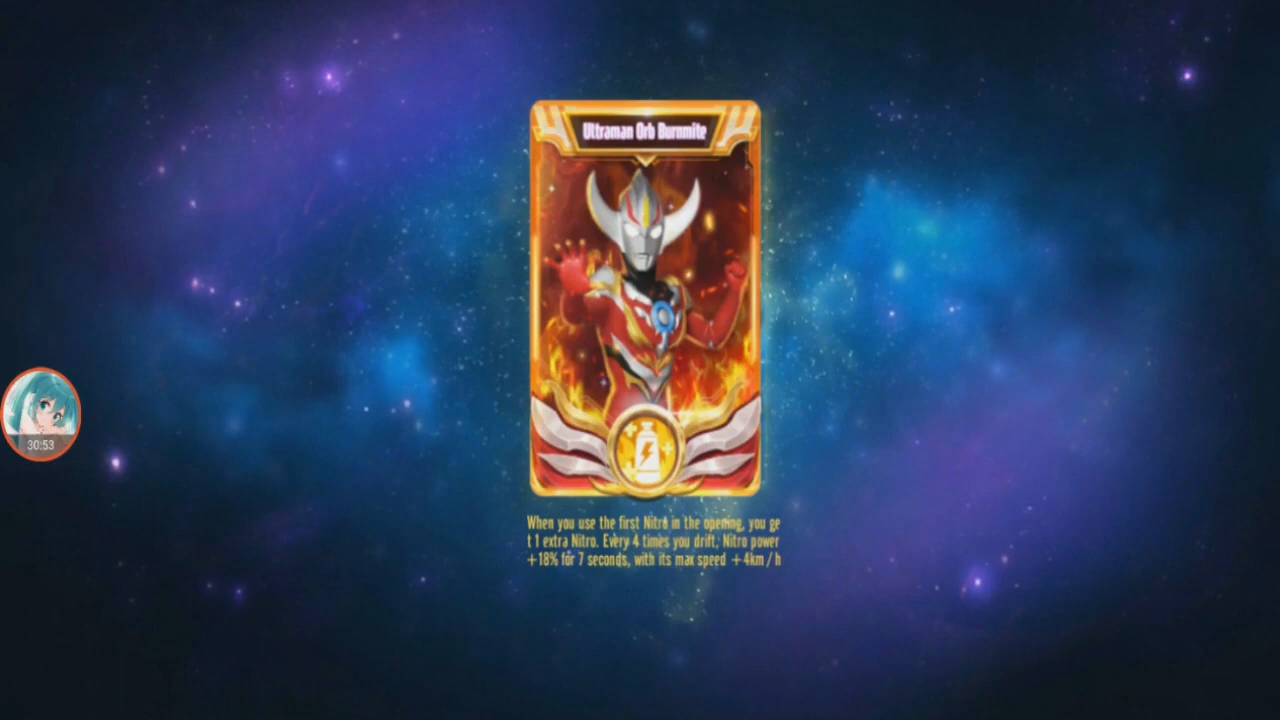 Ultraman Orb Burnmite
30:53
When you use the first Nitro in the opening, you ge
t 1 extra Nitro. Every 4 times you drift, Nitro power
+18% for 7 seconds, with its max speed +4km/h